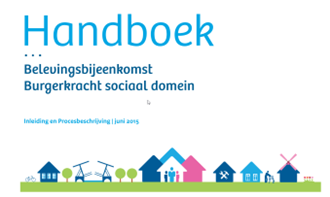 Handboek
Belevingsbijeenkomst
Burgerkracht sociaal domein
Inleiding en Procesbeschrijving | juni 2015